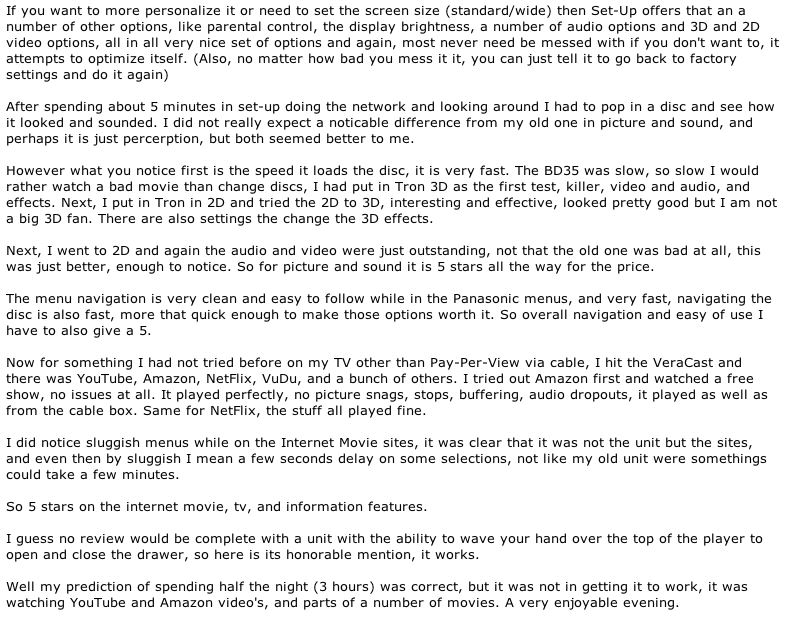 If you want to more personalize it or need to set the screen size (standard/wide) then Set-Up offers that an a
number of other options, like parental control, the display brightness, a number of audio options and 3D and 2D
video options, all in all very nice set of options and again, most never need be messed with if you don't want to, it
attempts to optimize itself. (Also, no matter how bad you mess it it, you can just tell it to go back to factory
settings and do it again)

After spending about 5 minutes in set-up doing the network and looking around I had to pop in a disc and see how
it looked and sounded. I did not really expect a noticable difference from my old one in picture and sound, and
perhaps it is just percerption, but both seemed better to me.

However what you notice first is the speed it loads the disc, it is very fast. The BD35 was slow, so slow I would
rather watch a bad movie than change discs, I had put in Tron 3D as the first test, killer, video and audio, and
effects. Next, I put in Tron in 2D and tried the 2D to 3D, interesting and effective, looked pretty good but I am not
a big 3D fan. There are also settings the change the 3D effects.

Next, I went to 2D and again the audio and video were just outstanding, not that the old one was bad at all, this
was just better, enough to notice. So for picture and sound it is 5 stars all the way for the price.

The menu navigation is very clean and easy to follow while in the Panasonic menus, and very fast, navigating the
disc is also fast, more that quick enough to make those options worth it. So overall navigation and easy of use I
have to also give a 5.

Now for something I had not tried before on my TV other than Pay-Per-View via cable, I hit the VeraCast and
there was YouTube, Amazon, NetFlix, VuDu, and a bunch of others. I tried out Amazon first and watched a free
show, no issues at all. It played perfectly, no picture snags, stops, buffering, audio dropouts, it played as well as
from the cable box. Same for NetFlix, the stuff all played fine.

I did notice sluggish menus while on the Internet Movie sites, it was clear that it was not the unit but the sites,
and even then by sluggish I mean a few seconds delay on some selections, not like my old unit were somethings
could take a few minutes.

So 5 stars on the internet movie, tv, and information features.

I guess no review would be complete with a unit with the ability to wave your hand over the top of the player to
open and close the drawer, so here is its honorable mention, it works.

Well my prediction of spending half the night (3 hours) was correct, but it was not in getting it to work, it was
watching YouTube and Amazon video's, and parts of a number of movies. A very enjoyable evening.